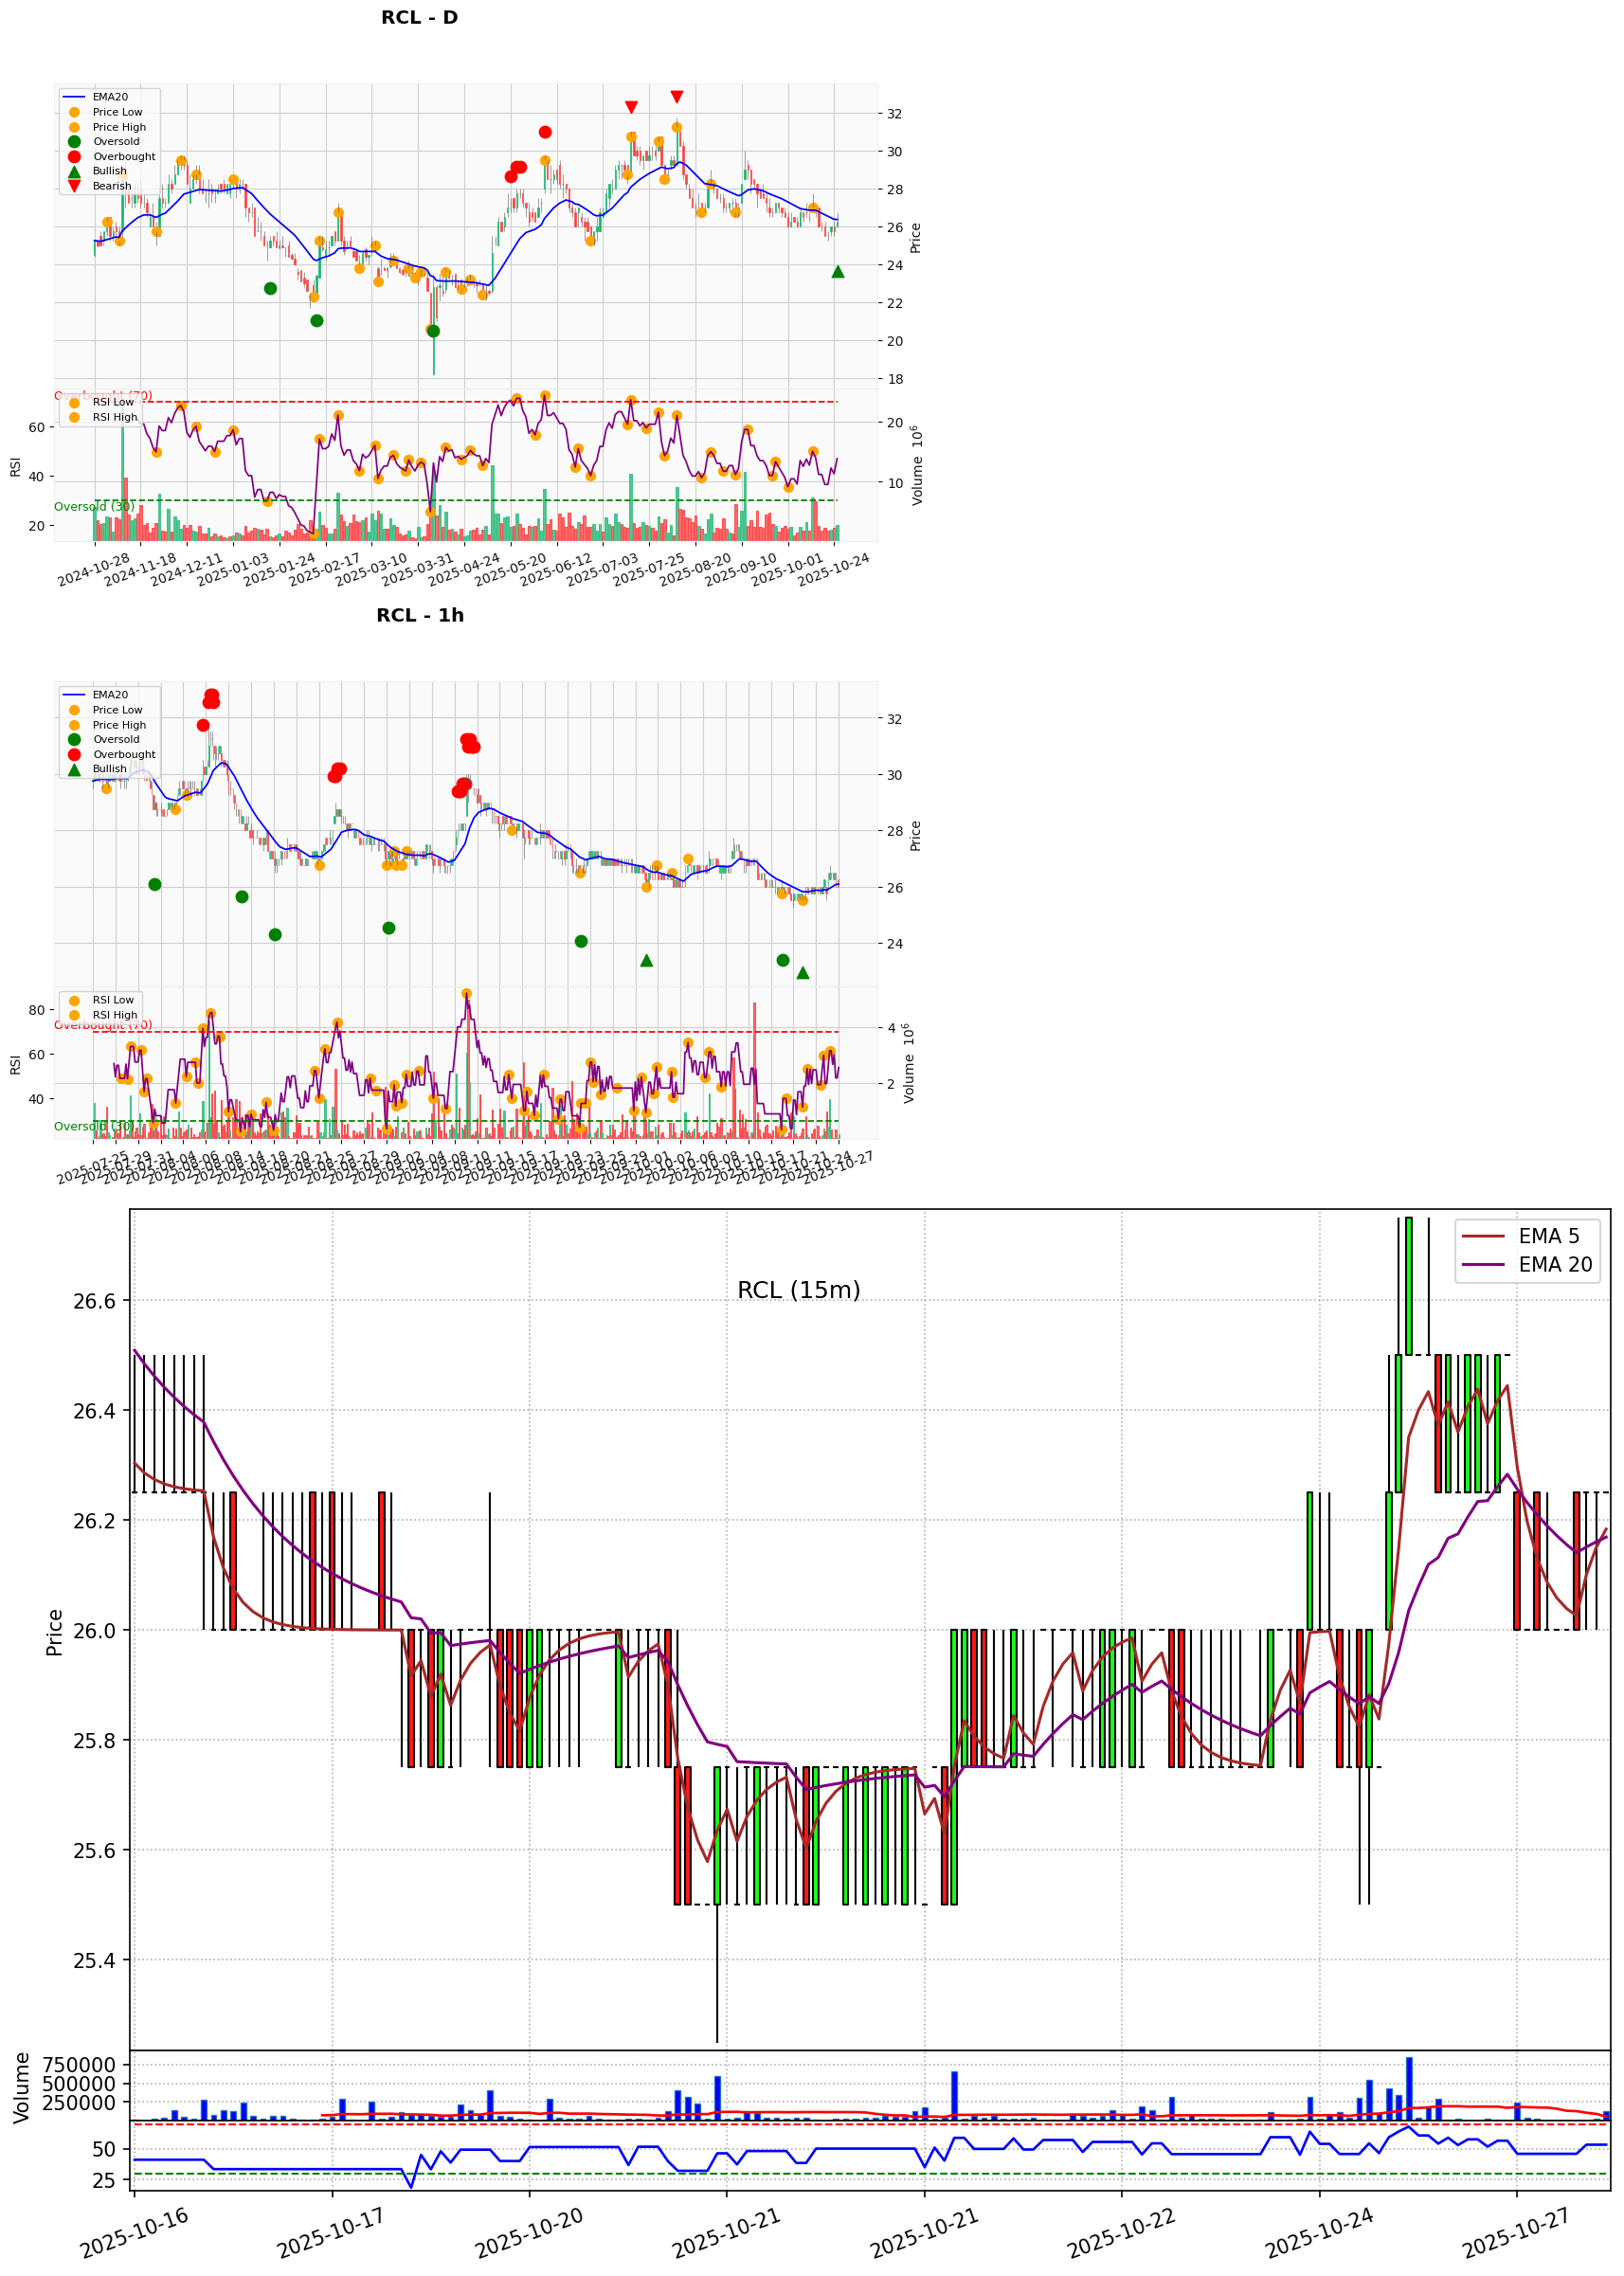 RCL - D
EMA20
Price Low
Price High
Oversold
Overbought
Bullish
Bearish
32
30
28
26
24
22
20
18
Price
Overbought (70)
RSI Low
RSI High
60
40
20
RSI
Oversold (30)
20
10
Volume 10^6
2024-10-28
2024-11-18
2024-12-11
2025-01-03
2025-01-24
2025-02-17
2025-03-10
2025-03-31
2025-04-24
2025-05-20
2025-06-12
2025-07-03
2025-07-25
2025-08-20
2025-09-10
2025-10-01
2025-10-24
RCL - 1h
EMA20
Price Low
Price High
Oversold
Overbought
Bullish
32
30
28
26
24
Price
RSI Low
RSI High
Overbought (70)
80
60
40
RSI
Oversold (30)
4
2
Volume 10^6
2025-10-27
RCL (15m)
EMA 5
EMA 20
26.6
26.4
26.2
26.0
25.8
25.6
25.4
Price
750000
500000
250000
Volume
50
25
2025-10-16
2025-10-17
2025-10-20
2025-10-21
2025-10-21
2025-10-22
2025-10-24
2025-10-27